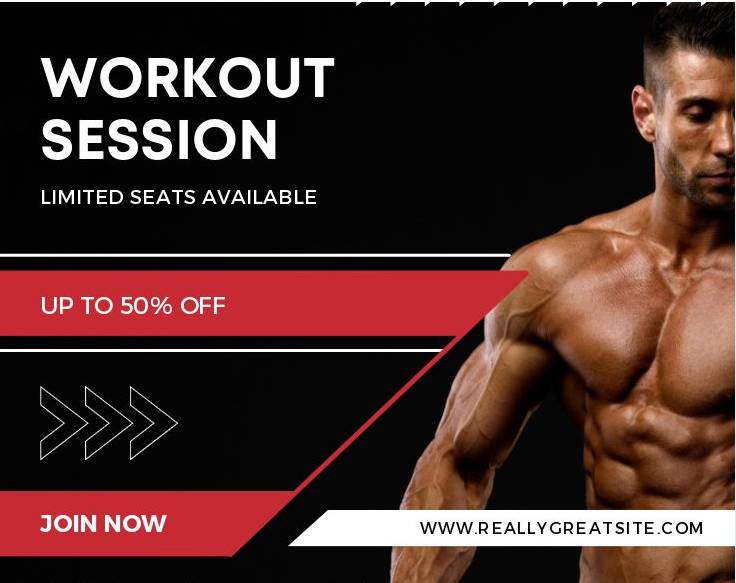 WORKOUT
SESSION
LIMITED SEATS AVAILABLE
UP TO 50% OFF
JOIN NOW
WWW.REALLYGREATSITE.COM